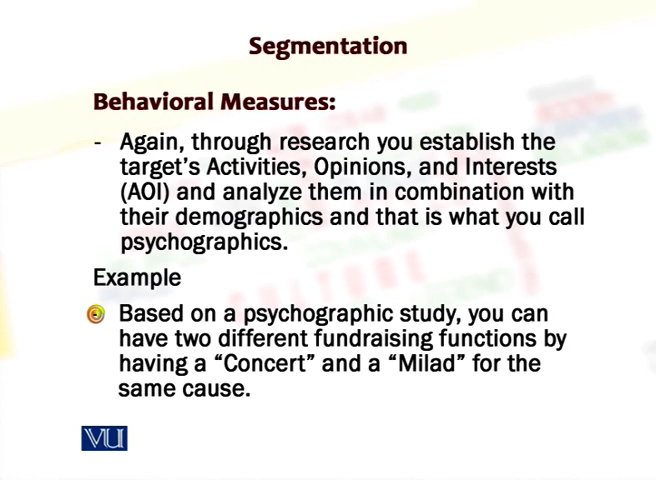 Segmentation
Behavioral Measures:
- Again, through research you establish the
target's Activities, Opinions, and Interests
(AOI) and analyze them in combination with
their demographics and that is what you call
psychographics.
Example
Based on a psychographic study, you can
have two different fundraising functions by
having a “Concert” and a “Milad” for the
same cause.
VU